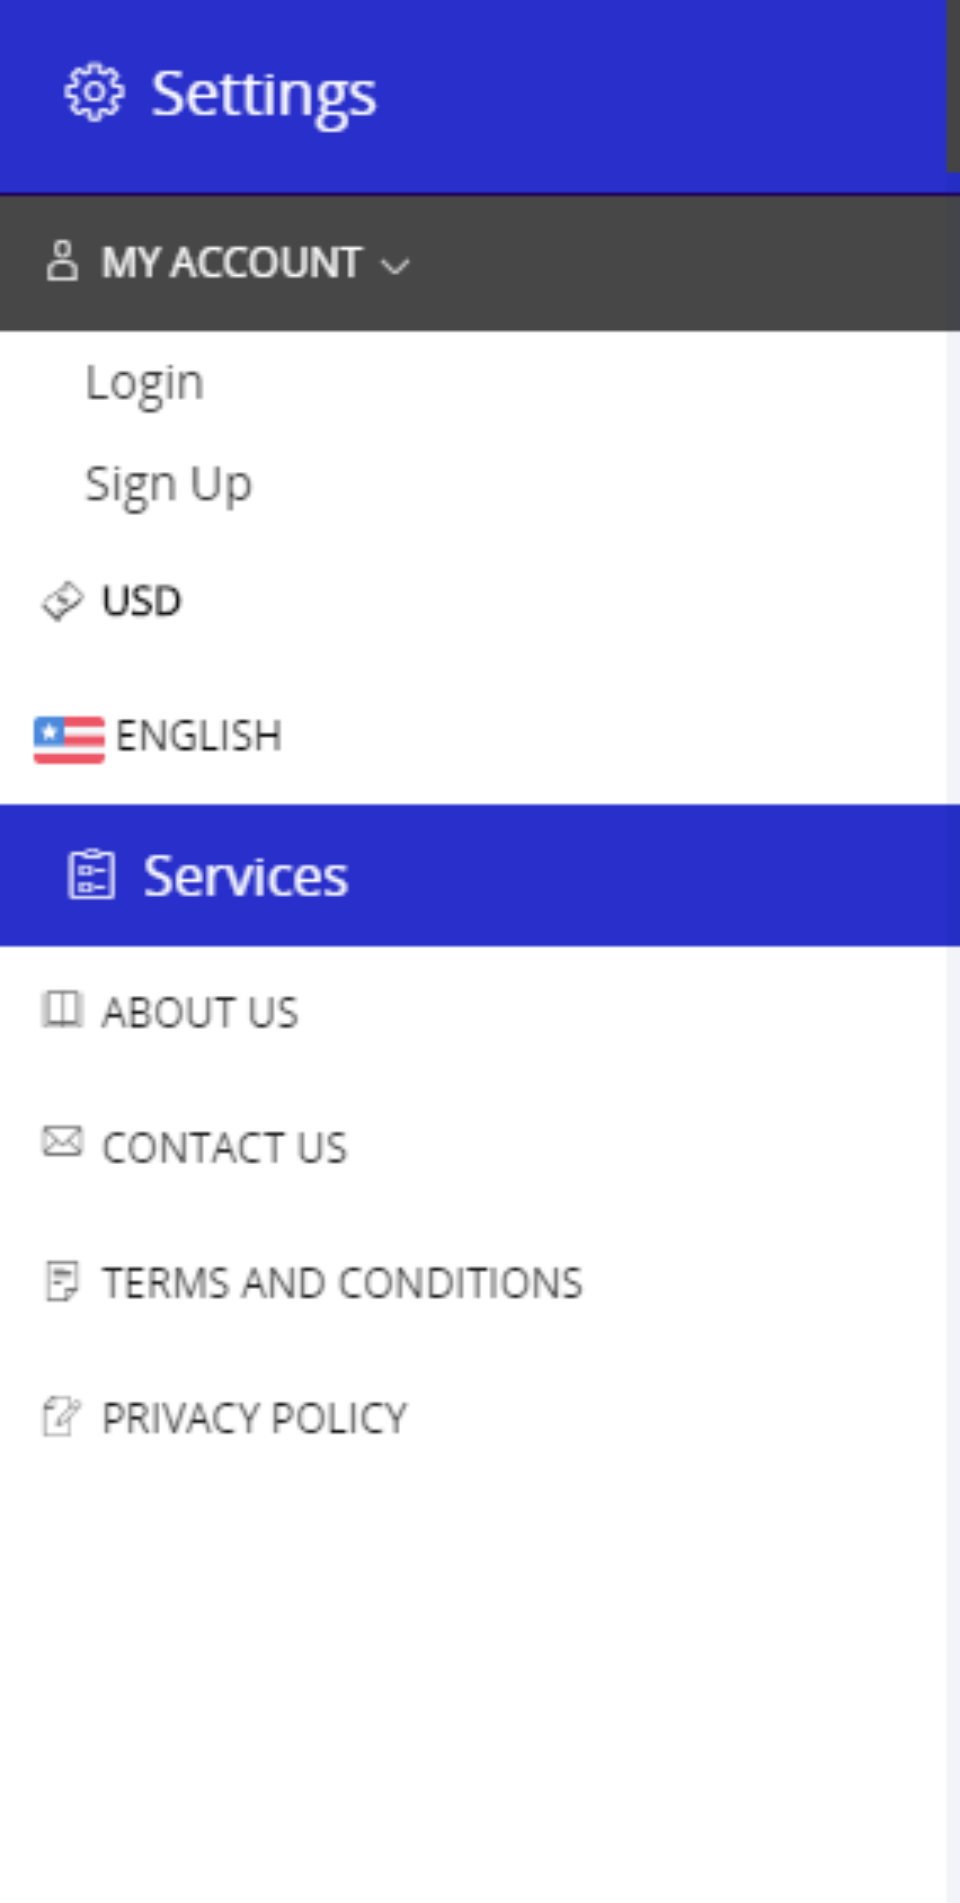 Settings
MY ACCOUNT
Login
Sign Up
USD
ENGLISH
Services
ABOUT US
CONTACT US
TERMS AND CONDITIONS
PRIVACY POLICY